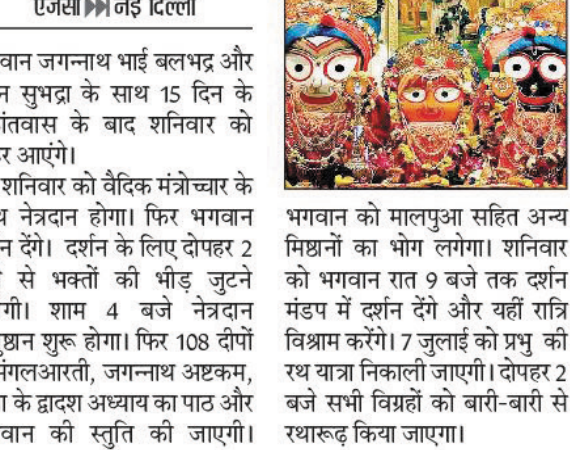 एजेंसी नई दिल्ली
जगन्नाथ भाई बलभद्र और
सुभद्रा के साथ 15 दिन के
के बाद शनिवार को
आएंगे।
शनिवार को वैदिक मंत्रोच्चार के
नेत्रदान होगा। फिर भगवान
देंगे। दर्शन के लिए दोपहर 2
से भक्तों की भीड़ जुटने
शाम 4 बजे नेत्रदान
शुरू होगा। फिर 108 दीपों
मंगलआरती, जगन्नाथ अष्टकम,
के द्वादश अध्याय का पाठ और
की स्तुति की जाएगी।
भगवान को मालपुआ सहित अन्य
मिष्ठानों का भोग लगेगा। शनिवार
को भगवान रात 9 बजे तक दर्शन
मंडप में दर्शन देंगे और यहीं रात्रि
विश्राम करेंगे। 7 जुलाई को प्रभु की
रथ यात्रा निकाली जाएगी। दोपहर 2
बजे सभी विग्रहों को बारी-बारी से
रथारूढ़ किया जाएगा।